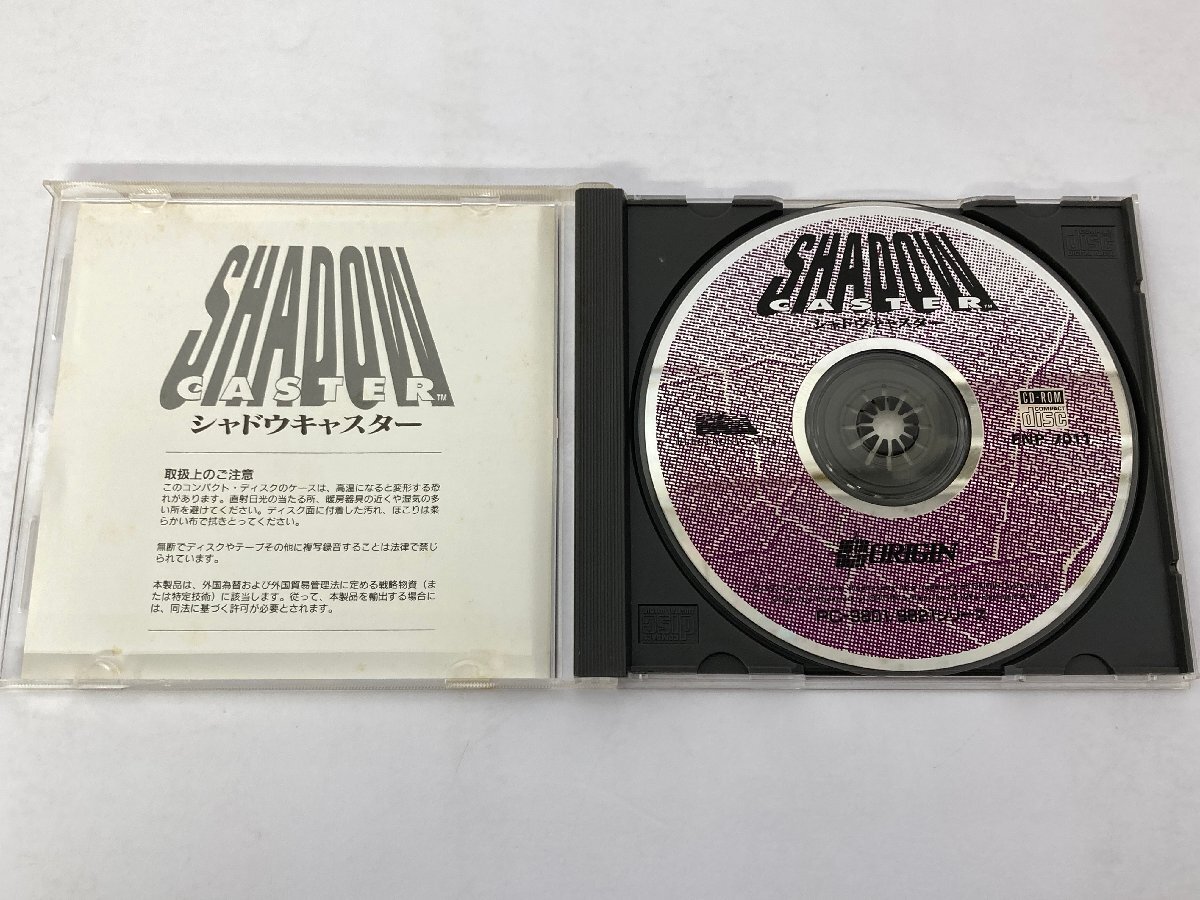 SHADOW
CASTER™
シャドウキャスター
取扱上のご注意
このコンパクト・ディスクのケースは、高温になると変形する恐
れがあります。直射日光の当たる所、暖房器具の近くや湿気の多
い所を避けてください。ディスク面に付着した汚れ、ほこりは柔
らかい布で拭きとってください。
無断でディスクやテープその他に複写録音することは法律で禁じ
られています。
本製品は、外国為替および外国貿易管理法に定める戦略物資（ま
たは特定技術）に該当します。従って、本製品を輸出する場合に
は、同法に基づく許可が必要とされます。
SHADOW
CASTER™
シャドウキャスター
CD-ROM
COMPACT
disc
ORIGIN
COMPACT
disc